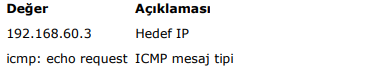 Değer Açıklaması
192.168.60.3 Hedef IP
icmp: echo request ICMP mesaj tipi